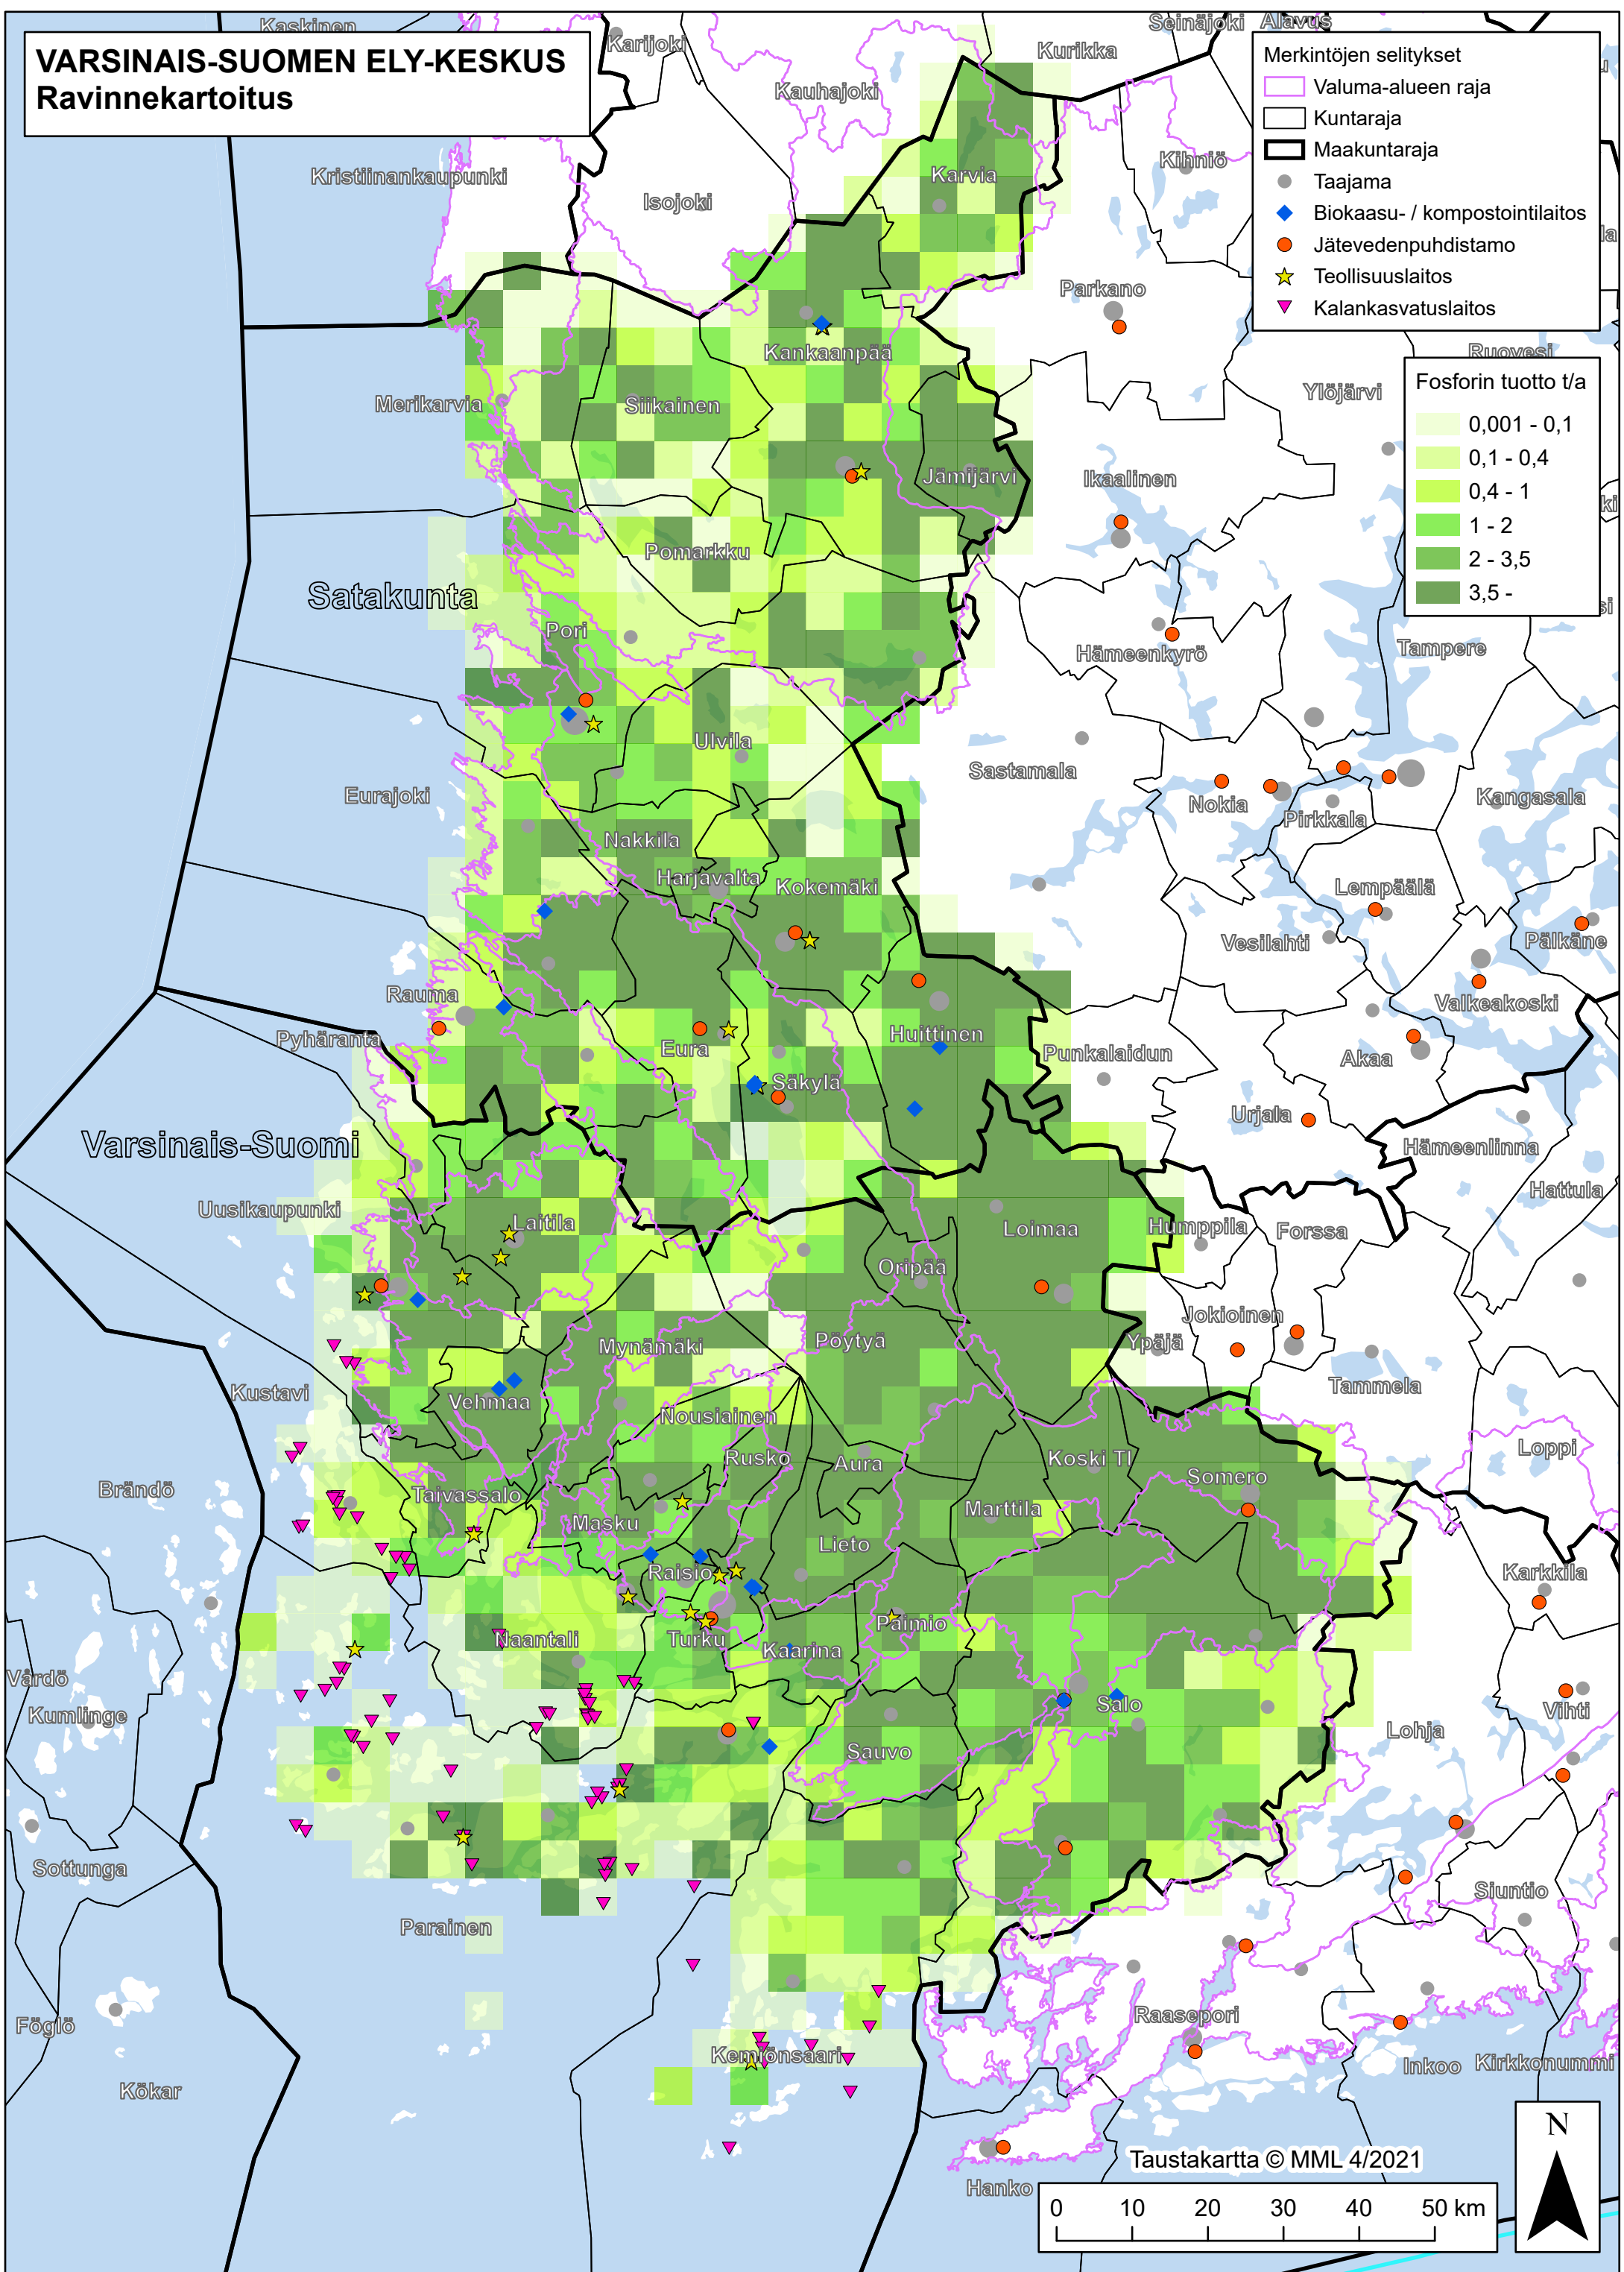 VARSINAIS-SUOMEN ELY-KESKUS
Ravinnekartoitus
Merkintöjen selitykset
Valuma-alueen raja
Kuntaraja
Maakuntaraja
Taajama
Biokaasu- / kompostointilaitos
Jätevedenpuhdistamo
Teollisuuslaitos
Kalankasvatuslaitos
Fosforin tuotto t/a
0,001 - 0,1
0,1 - 0,4
0,4 - 1
1 - 2
2 - 3,5
3,5 -
Kaskinen
Karijoki
Seinäjoki
Alavus
Kurikka
Kauhajoki
Kristiinankaupunki
Isojoki
Karvia
Kihniö
Parkano
Kankaanpää
Ruovesi
Ylöjärvi
Merikarvia
Siikainen
Jämijärvi
Ikaalinen
Pomarkku
Satakunta
Pori
Hämeenkyrö
Tampere
Ulvila
Sastamala
Eurajoki
Nokia
Pirkkala
Kangasala
Nakkila
Harjavalta
Kokemäki
Lempäälä
Vesilahti
Pälkäne
Rauma
Valkeakoski
Pyhäranta
Eura
Huittinen
Punkalaidun
Akaa
Säkylä
Urjala
Varsinais-Suomi
Hämeenlinna
Hattula
Uusikaupunki
Laitila
Loimaa
Humppila
Forssa
Oripää
Jokioinen
Mynämäki
Pöytyä
Ypäjä
Kustavi
Vehmaa
Tammela
Nousiainen
Rusko
Aura
Koski Tl
Loppi
Somero
Brändö
Taivassalo
Masku
Marttila
Lieto
Raisio
Karkkila
Naantali
Turku
Kaarina
Paimio
Vårdö
Kumlinge
Salo
Vihti
Lohja
Sauvo
Sottunga
Siuntio
Parainen
Föglö
Raasepori
Kemiönsaari
Inkoo
Kirkkonummi
Kökar
Hanko
Taustakartta © MML 4/2021
0 10 20 30 40 50 km
N